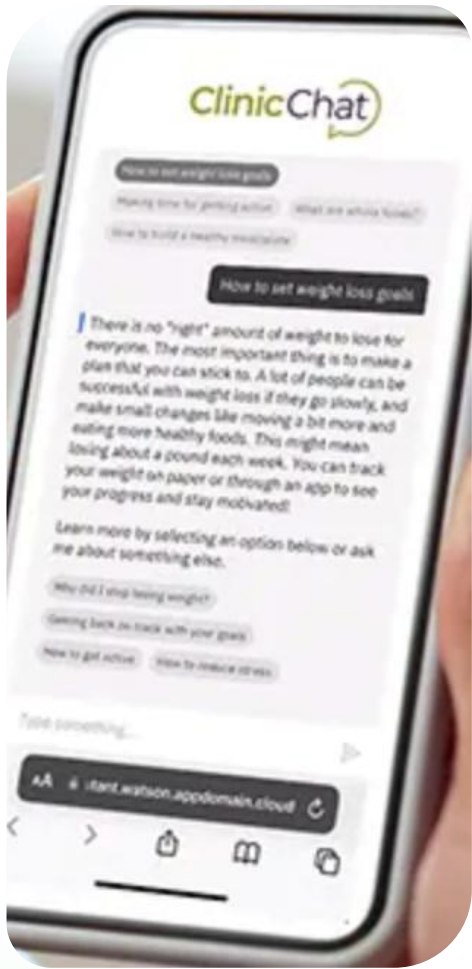 ClinicChat
How to set weight loss goals
Making time for getting active
What are whole foods?
How to build a healthy
How to set weight loss goals
There is no "right" amount of weight to lose for
everyone. The most important thing is to make a
plan that you can stick to. A lot of people can be
successful with weight loss if they go slowly, and
make small changes like moving a bit more and
eating more healthy foods. This might mean
losing about a pound each week. You can track
your weight on paper or through an app to see
your progress and stay motivated!
Learn more by selecting an option below or ask
me about something else.
Why did I stop losing weight?
Getting back on track with your goals
How to get active
How to reduce stress
Type something...
AA
stant.watson.appdomain.cloud